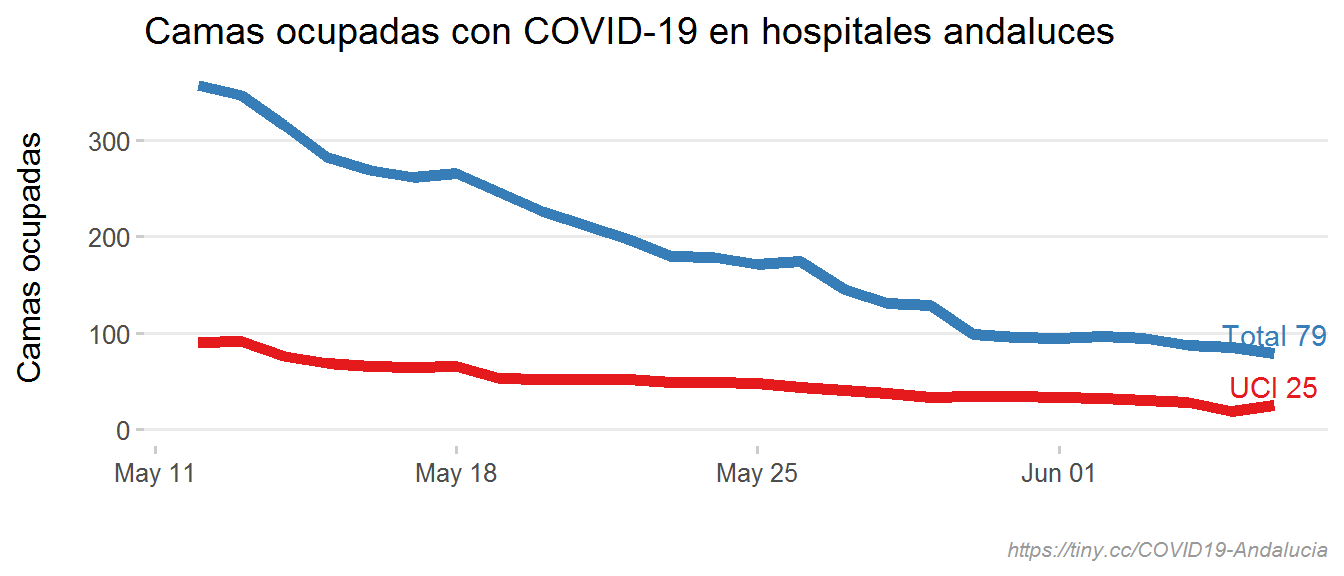 Camas ocupadas con COVID-19 en hospitales andaluces
Camas ocupadas
300
200
100
0
Total 79
UCI 25
May 11
May 18
May 25
Jun 01
https://tiny.cc/COVID19-Andalucia